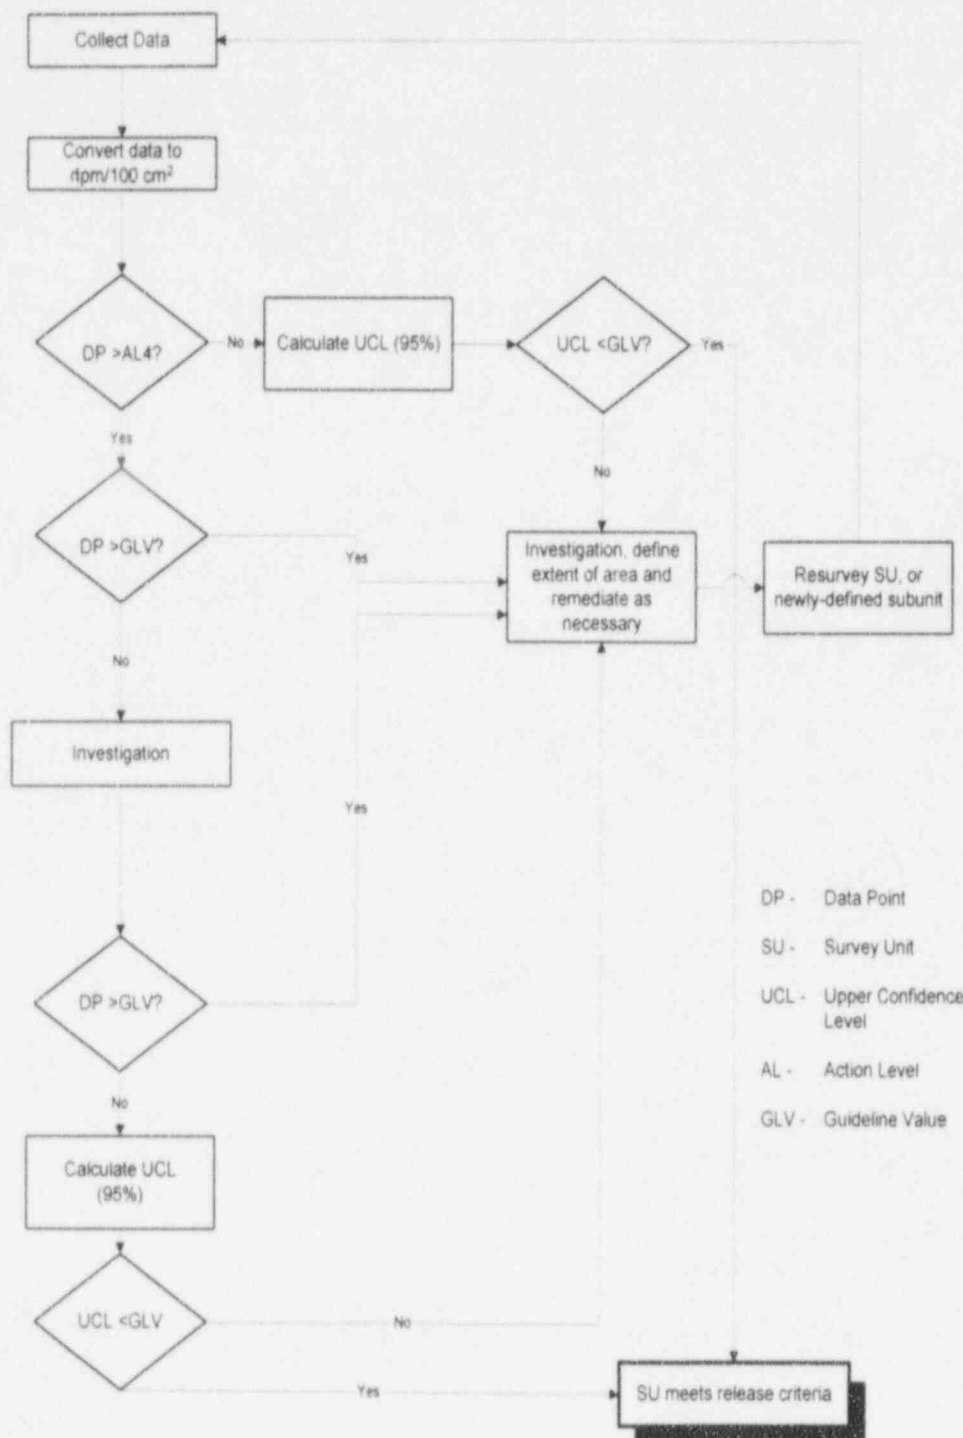 Collect Data
Convert data to
dpm/100 cm²
DP >AL4?
No
Calculate UCL (95%)
UCL <GLV?
Yes
Yes
No
DP >GLV?
Yes
Investigation, define
extent of area and
remediate as
necessary
Resurvey SU, or
newly-defined subunit
No
Investigation
Yes
DP - Data Point
SU - Survey Unit
UCL - Upper Confidence
Level
AL - Action Level
GLV - Guideline Value
DP >GLV?
No
Calculate UCL
(95%)
UCL <GLV
No
Yes
SU meets release criteria